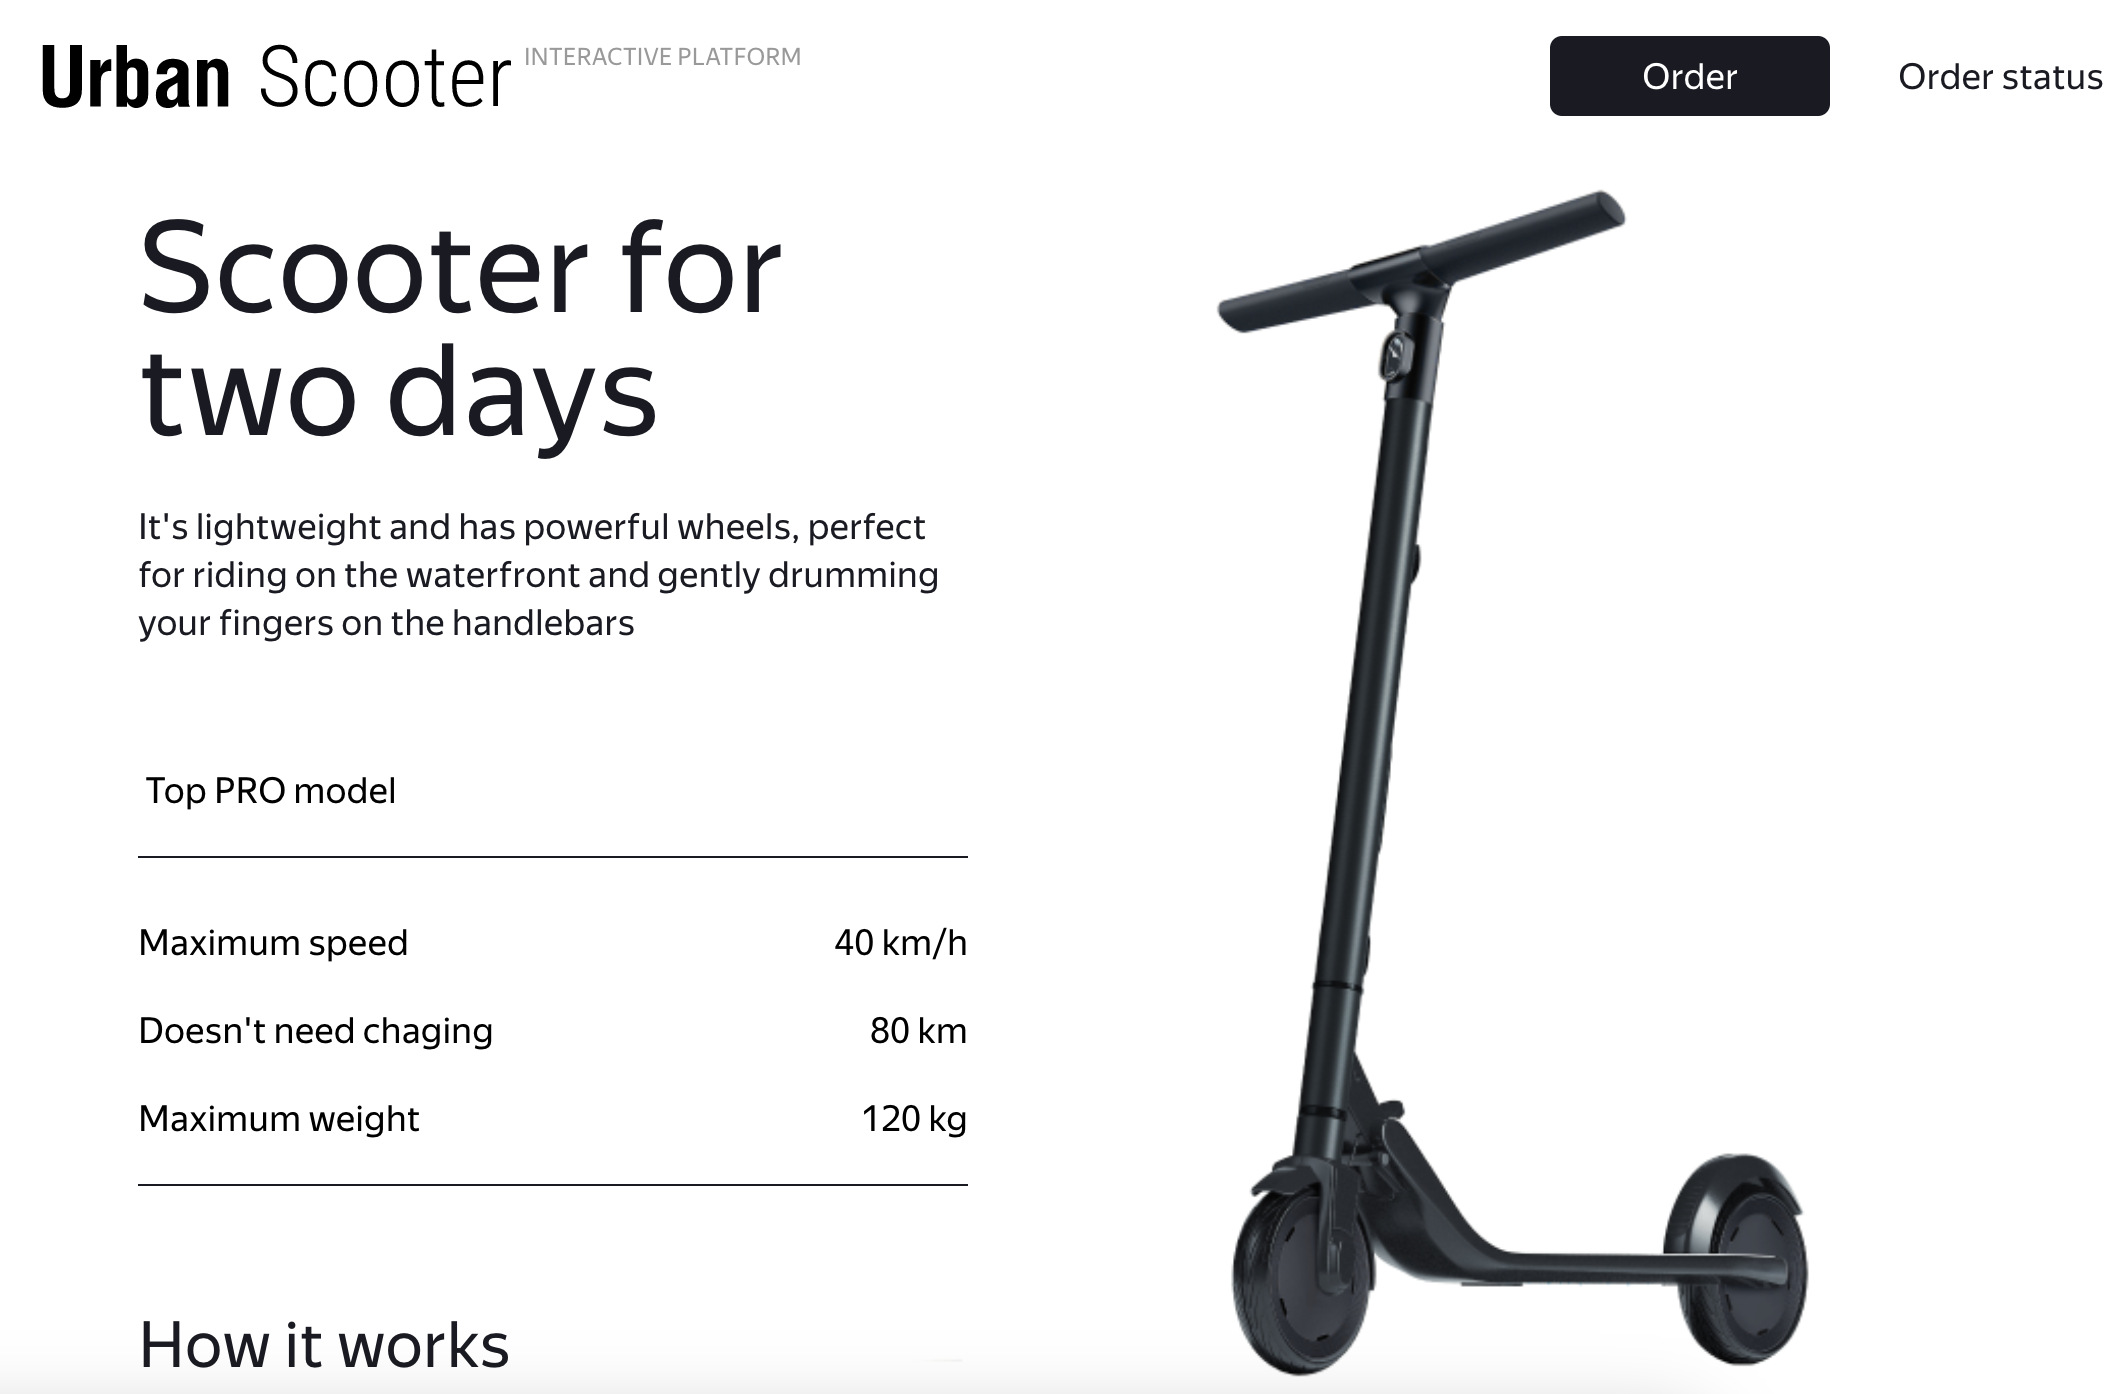 Urban Scooter INTERACTIVE PLATFORM
Order
Order status
Scooter for
two days
It's lightweight and has powerful wheels, perfect
for riding on the waterfront and gently drumming
your fingers on the handlebars
Top PRO model
Maximum speed 40 km/h
Doesn't need chaging 80 km
Maximum weight 120 kg
How it works